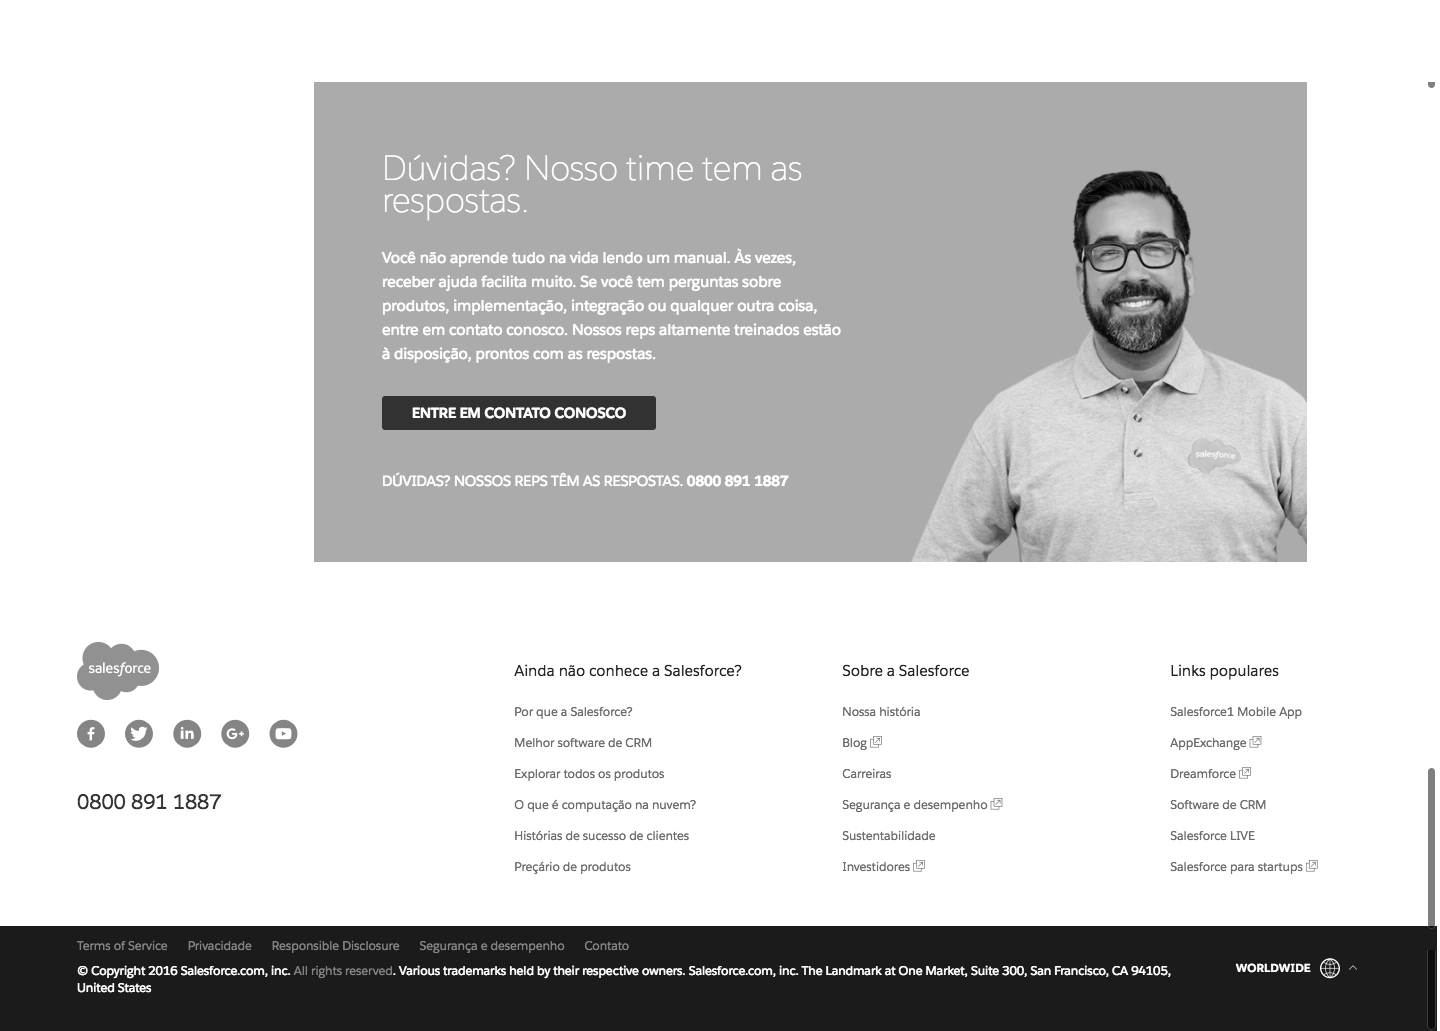 Dúvidas? Nosso time tem as
respostas.
Você não aprende tudo na vida lendo um manual. Às vezes,
receber ajuda facilita muito. Se você tem perguntas sobre
produtos, implementação, integração ou qualquer outra coisa,
entre em contato conosco. Nossos reps altamente treinados estão
à disposição, prontos com as respostas.
ENTRE EM CONTATO CONOSCO
DÚVIDAS? NOSSOS REPS TÊM AS RESPOSTAS. 0800 891 1887
salesforce
salesforce
0800 891 1887
Ainda não conhece a Salesforce?
Por que a Salesforce?
Melhor software de CRM
Explorar todos os produtos
O que é computação na nuvem?
Histórias de sucesso de clientes
Preçário de produtos
Sobre a Salesforce
Nossa história
Blog
Carreiras
Segurança e desempenho
Sustentabilidade
Investidores
Links populares
Salesforce1 Mobile App
AppExchange
Dreamforce
Software de CRM
Salesforce LIVE
Salesforce para startups
Terms of Service Privacidade Responsible Disclosure Segurança e desempenho Contato
© Copyright 2016 Salesforce.com, inc. All rights reserved. Various trademarks held by their respective owners. Salesforce.com, inc. The Landmark at One Market, Suite 300, San Francisco, CA 94105,
United States
WORLDWIDE